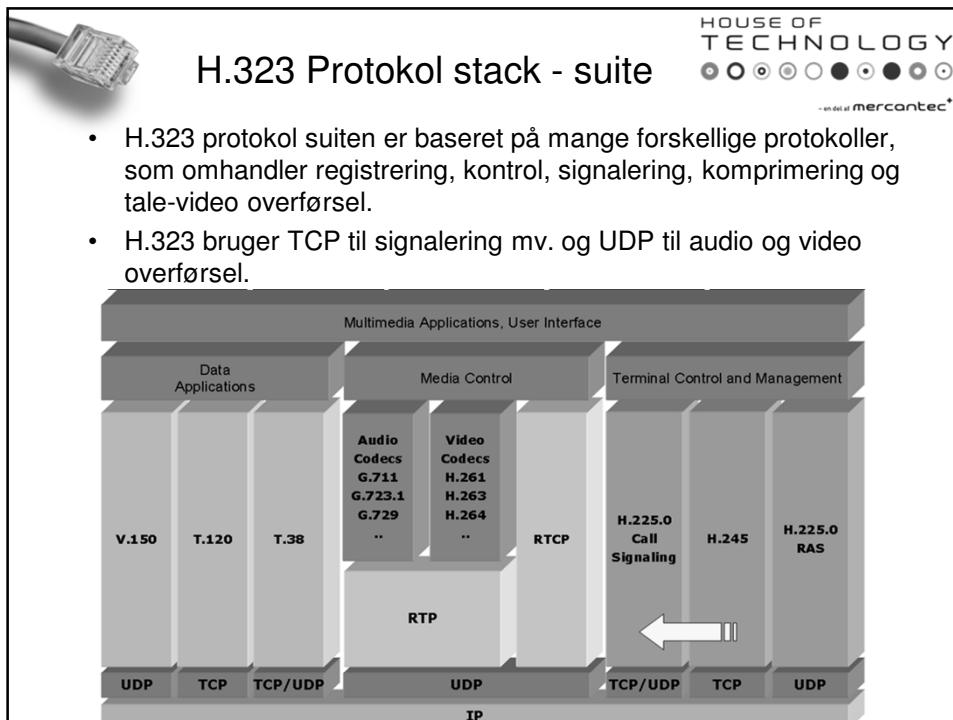 HOUSE OF
TECHNOLOGY
- en del af mercantec+
H.323 Protokol stack - suite
• H.323 protokol suiten er baseret på mange forskellige protokoller,
som omhandler registrering, kontrol, signalering, komprimering og
tale-video overførsel.
• H.323 bruger TCP til signalering mv. og UDP til audio og video
overførsel.
Multimedia Applications, User Interface
Data
Applications
Media Control
Terminal Control and Management
V.150
T.120
T.38
Audio
Codecs
G.711
G.723.1
G.729
..
Video
Codecs
H.261
H.263
H.264
..
RTP
RTCP
H.225.0
Call
Signaling
H.245
H.225.0
RAS
UDP
TCP
TCP/UDP
UDP
TCP/UDP
TCP
UDP
IP